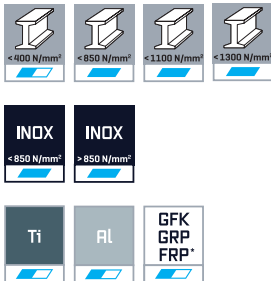 <400 N/mm² <850 N/mm² <1100 N/mm² <1300 N/mm²
INOX INOX
<850 N/mm² >850 N/mm²
Ti Al GFK
GRP
FRP*